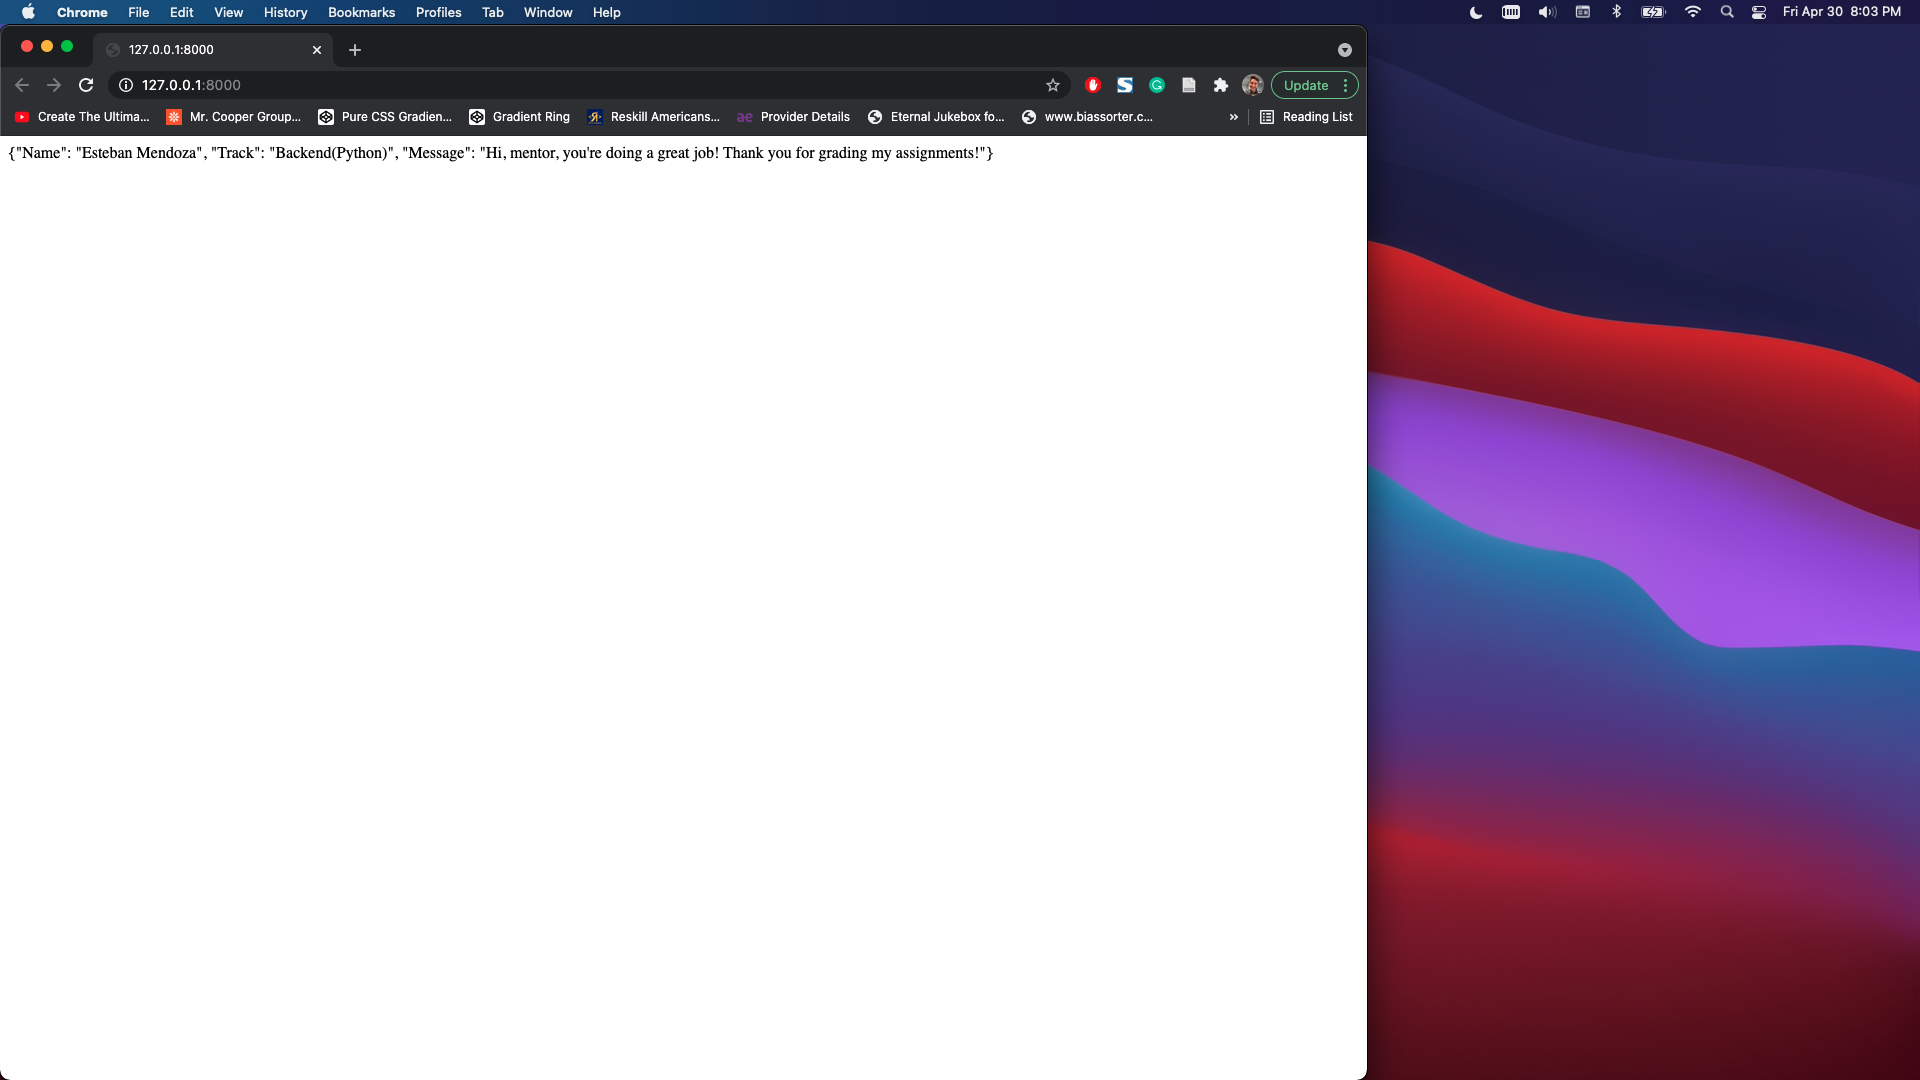 Chrome File Edit View History Bookmarks Profiles Tab Window Help Fri Apr 30 8:03 PM
127.0.0.1:8000
127.0.0.1:8000 Update
Create The Ultima... Mr. Cooper Group... Pure CSS Gradien... Gradient Ring Reskill Americans... ae Provider Details Eternal Jukebox fo... www.biassorter.c... » Reading List
{"Name": "Esteban Mendoza", "Track": "Backend(Python)", "Message": "Hi, mentor, you're doing a great job! Thank you for grading my assignments!"}